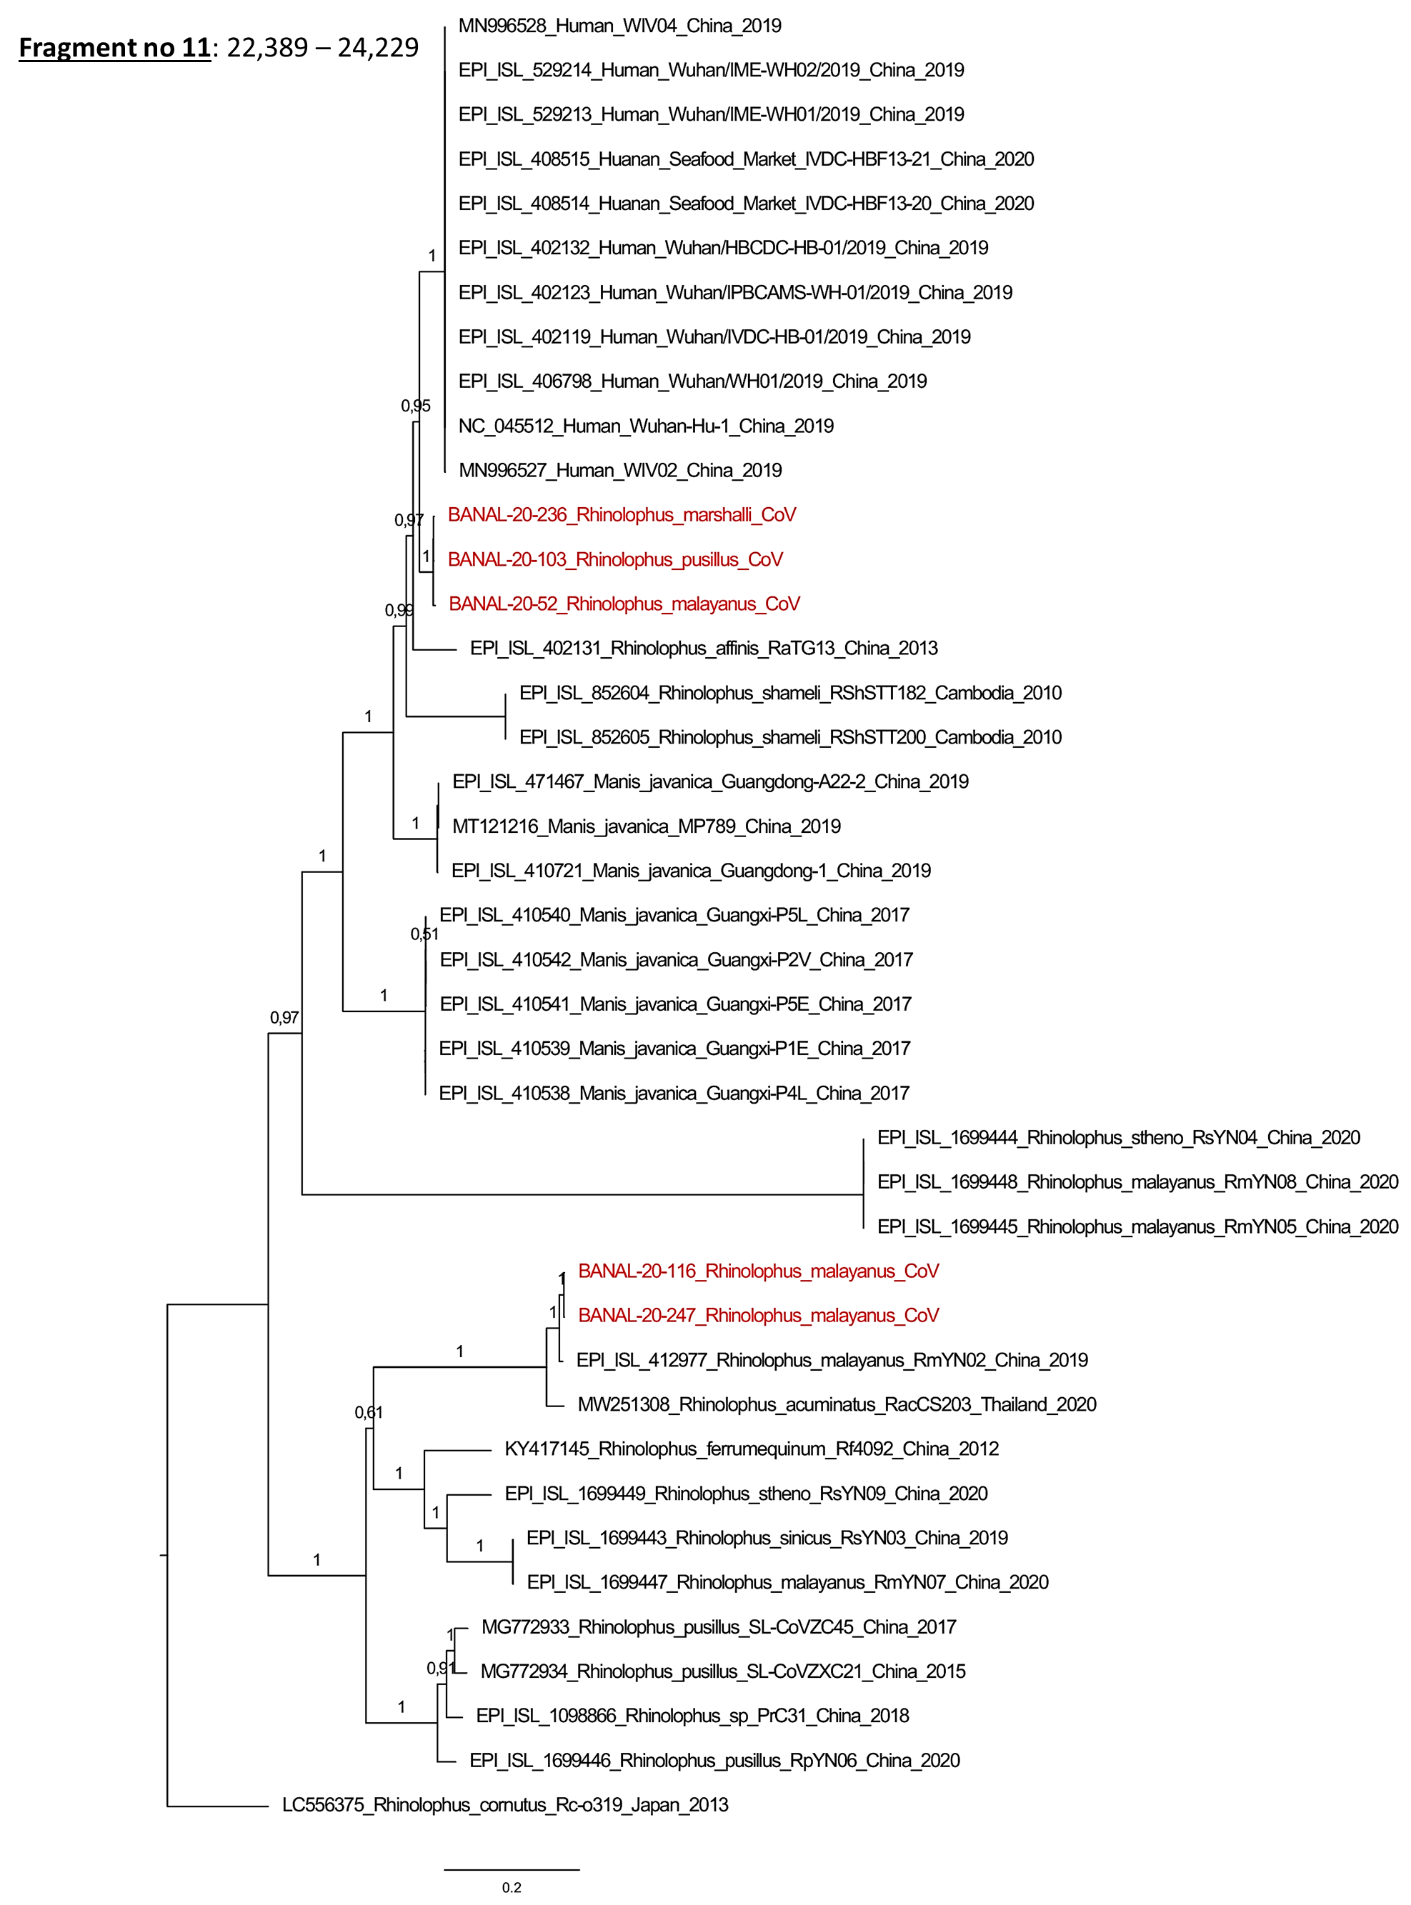 Fragment no 11: 22,389 – 24,229
MN996528_Human_WIV04_China_2019
EPI_ISL_529214_Human_Wuhan/IME-WH02/2019_China_2019
EPI_ISL_529213_Human_Wuhan/IME-WH01/2019_China_2019
EPI_ISL_408515_Huanan_Seafood_Market_IVDC-HBF13-21_China_2020
EPI_ISL_408514_Huanan_Seafood_Market_IVDC-HBF13-20_China_2020
1
EPI_ISL_402132_Human_Wuhan/HBCDC-HB-01/2019_China_2019
EPI_ISL_402123_Human_Wuhan/IPBCAMS-WH-01/2019_China_2019
EPI_ISL_402119_Human_Wuhan/IVDC-HB-01/2019_China_2019
EPI_ISL_406798_Human_Wuhan/WH01/2019_China_2019
0,95
NC_045512_Human_Wuhan-Hu-1_China_2019
MN996527_Human_WIV02_China_2019
BANAL-20-236_Rhinolophus_marshalli_CoV
0,97
1
BANAL-20-103_Rhinolophus_pusillus_CoV
BANAL-20-52_Rhinolophus_malayanus_CoV
0,99
EPI_ISL_402131_Rhinolophus_affinis_RaTG13_China_2013
EPI_ISL_852604_Rhinolophus_shameli_RShSTT182_Cambodia_2010
1
EPI_ISL_852605_Rhinolophus_shameli_RShSTT200_Cambodia_2010
EPI_ISL_471467_Manis_javanica_Guangdong-A22-2_China_2019
1
MT121216_Manis_javanica_MP789_China_2019
1
EPI_ISL_410721_Manis_javanica_Guangdong-1_China_2019
EPI_ISL_410540_Manis_javanica_Guangxi-P5L_China_2017
0,51
EPI_ISL_410542_Manis_javanica_Guangxi-P2V_China_2017
1
EPI_ISL_410541_Manis_javanica_Guangxi-P5E_China_2017
0,97
EPI_ISL_410539_Manis_javanica_Guangxi-P1E_China_2017
EPI_ISL_410538_Manis_javanica_Guangxi-P4L_China_2017
EPI_ISL_1699444_Rhinolophus_stheno_RsYN04_China_2020
EPI_ISL_1699448_Rhinolophus_malayanus_RmYN08_China_2020
EPI_ISL_1699445_Rhinolophus_malayanus_RmYN05_China_2020
1
BANAL-20-116_Rhinolophus_malayanus_CoV
1
BANAL-20-247_Rhinolophus_malayanus_CoV
1
EPI_ISL_412977_Rhinolophus_malayanus_RmYN02_China_2019
MW251308_Rhinolophus_acuminatus_RacCS203_Thailand_2020
0,61
KY417145_Rhinolophus_ferrumequinum_Rf4092_China_2012
1
EPI_ISL_1699449_Rhinolophus_stheno_RsYN09_China_2020
1
EPI_ISL_1699443_Rhinolophus_sinicus_RsYN03_China_2019
1
1
EPI_ISL_1699447_Rhinolophus_malayanus_RmYN07_China_2020
MG772933_Rhinolophus_pusillus_SL-CoVZC45_China_2017
1
0,91
MG772934_Rhinolophus_pusillus_SL-CoVZXC21_China_2015
1
EPI_ISL_1098866_Rhinolophus_sp_PrC31_China_2018
EPI_ISL_1699446_Rhinolophus_pusillus_RpYN06_China_2020
LC556375_Rhinolophus_cornutus_Rc-o319_Japan_2013
0.2